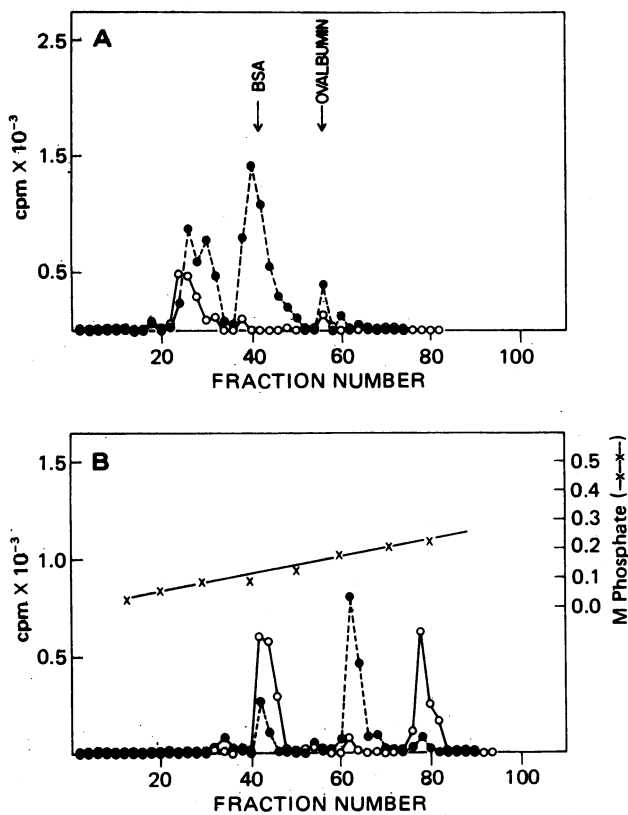 A
2.5
1.5
0.5
cpm X 10⁻³
BSA
OVALBUMIN
20 40 60 80 100
FRACTION NUMBER
B
1.5
1.0
0.5
cpm X 10⁻³
0.5
0.4
0.3
0.2
0.1
0.0
M Phosphate (—x—x—)
20 40 60 80 100
FRACTION NUMBER